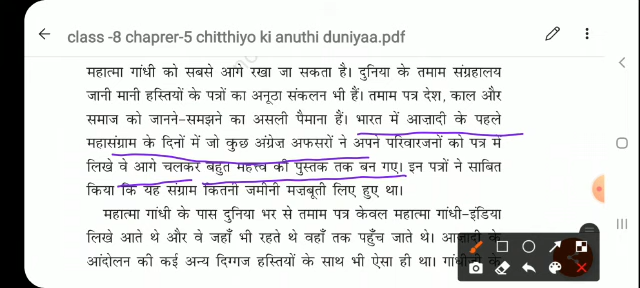 class -8 chaprer-5 chitthiyo ki anuthi duniyaa.pdf
महात्मा गांधी को सबसे आगे रखा जा सकता है। दुनिया के तमाम संग्रहालय
जानी मानी हस्तियों के पत्रों का अनूठा संकलन भी हैं। तमाम पत्र देश, काल और
समाज को जानने-समझने का असली पैमाना हैं। भारत में आज़ादी के पहले
महासंग्राम के दिनों में जो कुछ अंग्रेज़ अफसरों ने अपने परिवारजनों को पत्र में
लिखे वे आगे चलकर बहुत महत्त्व की पुस्तक तक बन गए। इन पत्रों ने साबित
किया कि यह संग्राम कितनी जमीनी मज़बूती लिए हुए था।
महात्मा गांधी के पास दुनिया भर से तमाम पत्र केवल महात्मा गांधी-इंडिया
लिखे आते थे और वे जहाँ भी रहते थे वहाँ तक पहुँच जाते थे। आज़ादी के
आंदोलन की कई अन्य दिग्गज हस्तियों के साथ भी ऐसा ही था। गांधीजी के